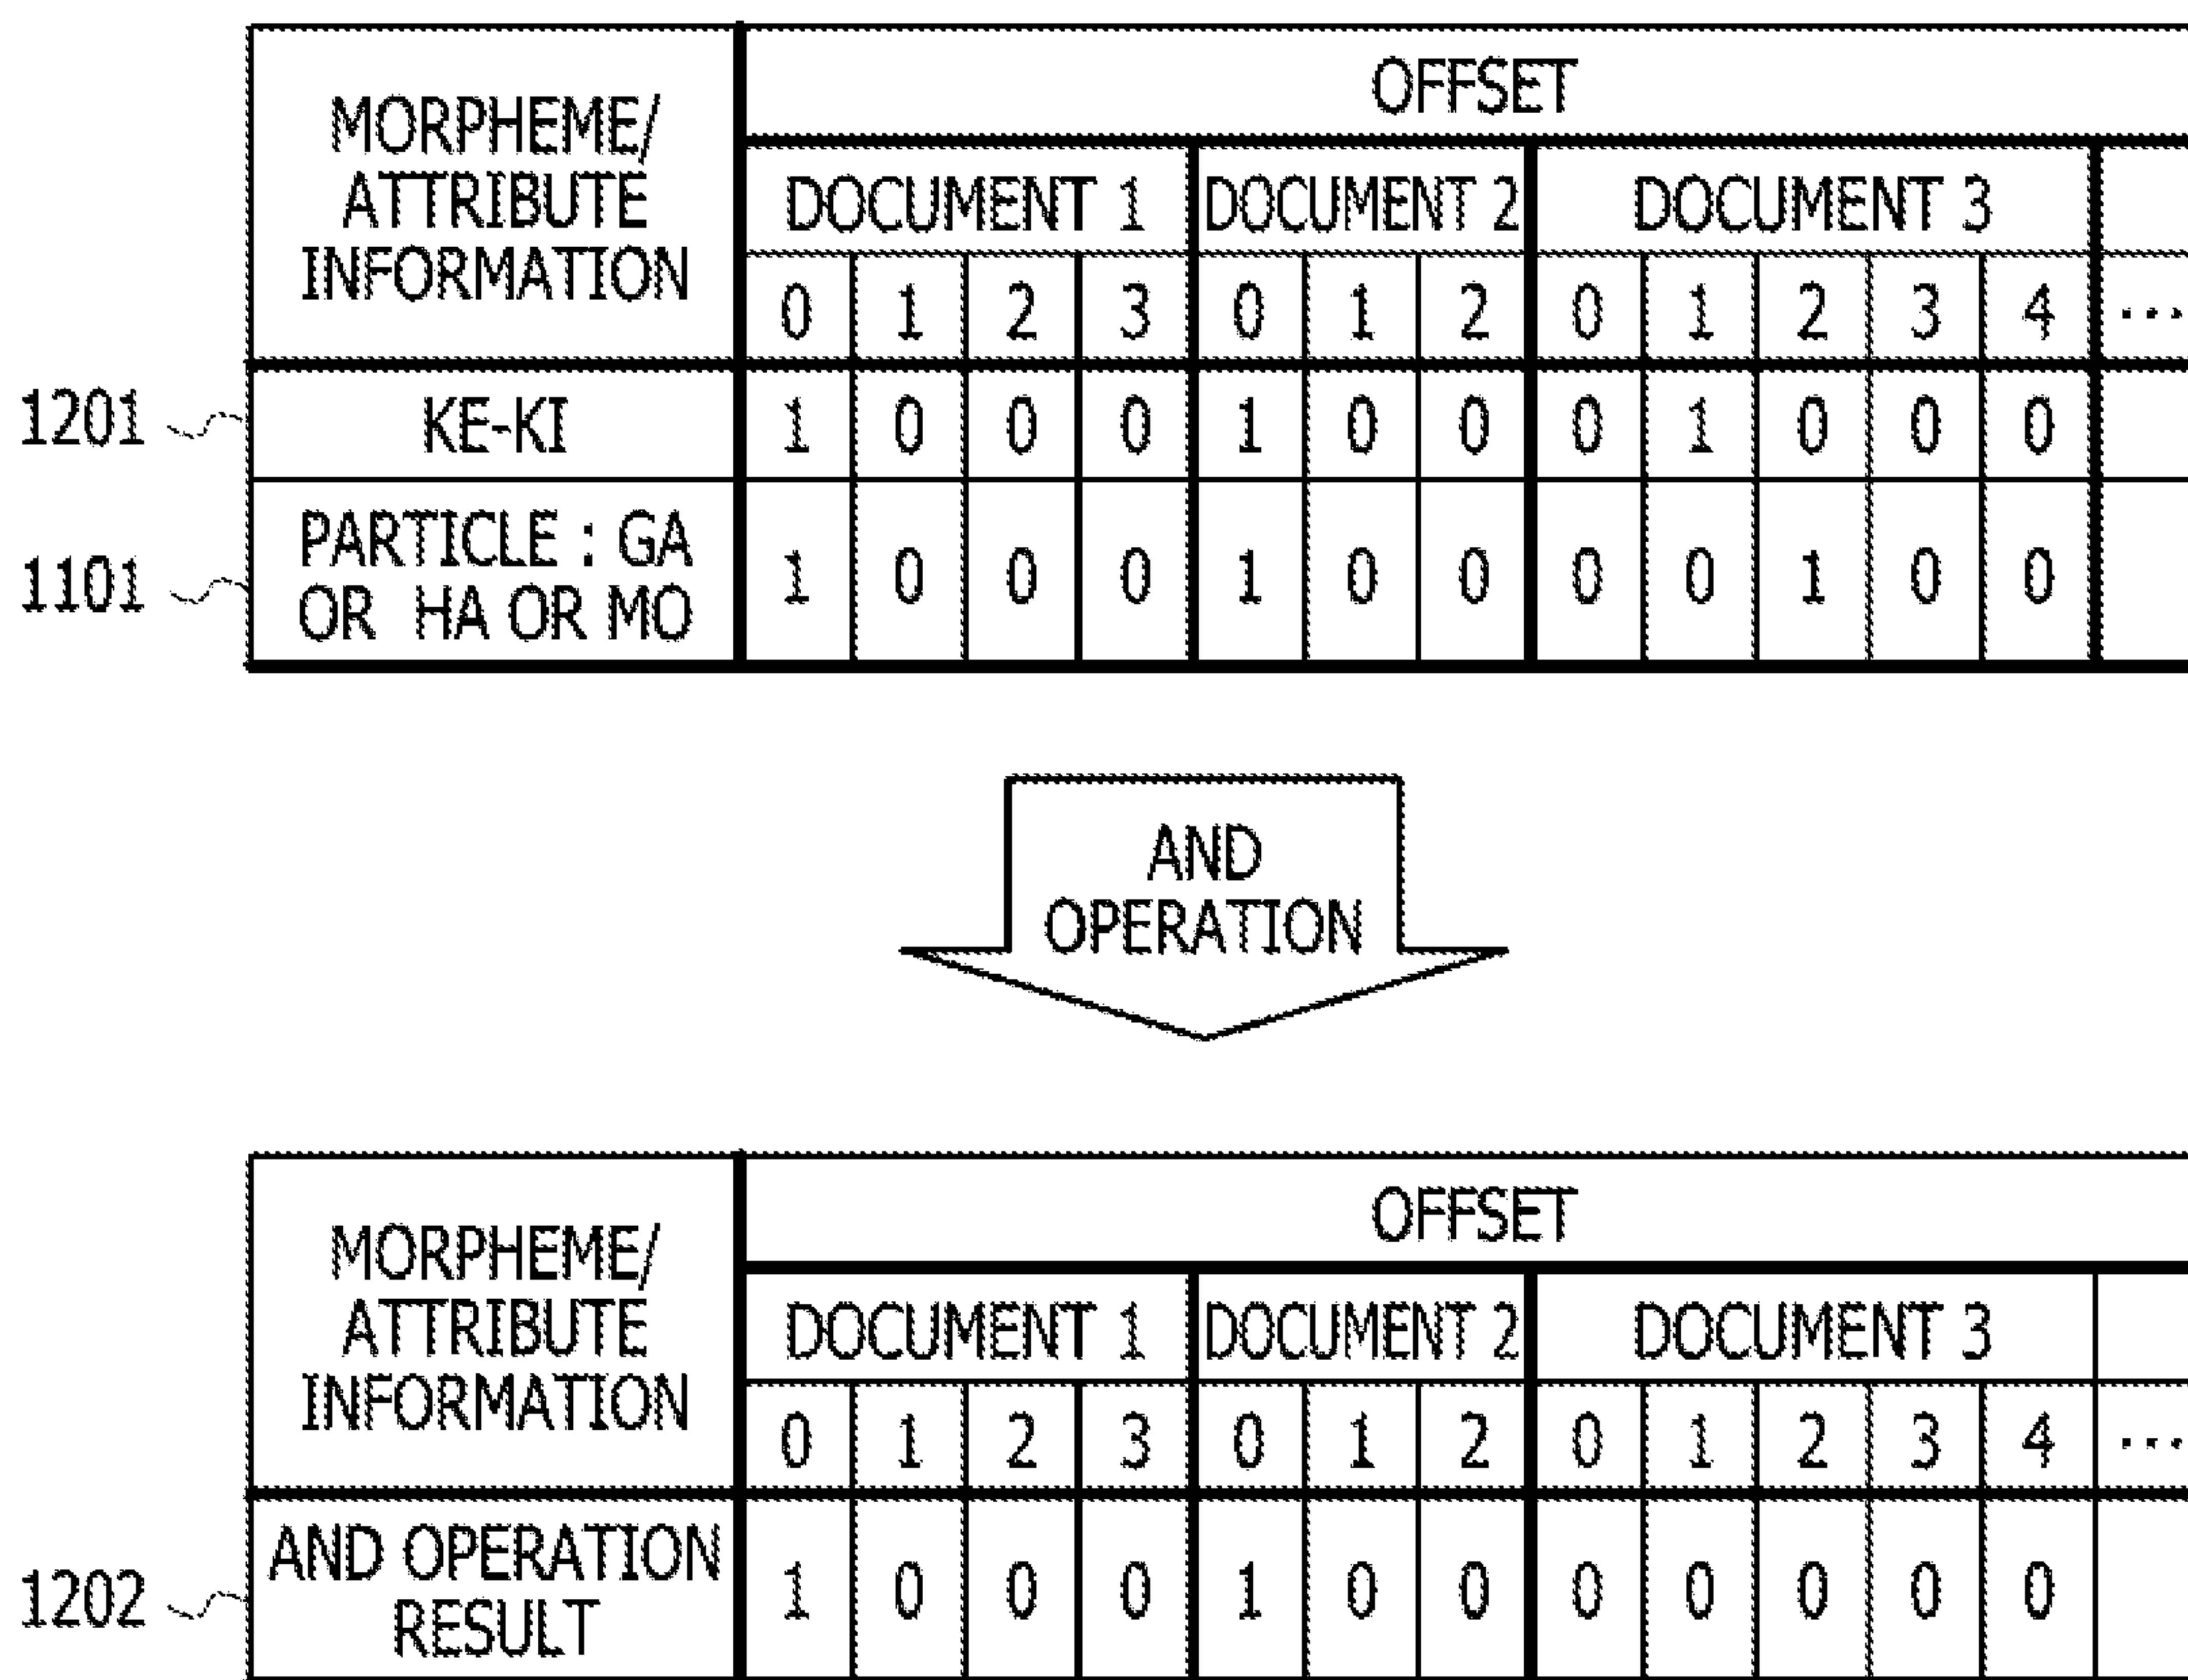 MORPHEME/
ATTRIBUTE
INFORMATION
OFFSET
DOCUMENT 1 DOCUMENT 2 DOCUMENT 3
0 1 2 3 0 1 2 0 1 2 3 4 ...
1201 KE-KI 1 0 0 0 1 0 0 0 1 0 0 0
1101 PARTICLE : GA
OR HA OR MO 1 0 0 0 1 0 0 0 0 1 0 0
AND
OPERATION
MORPHEME/
ATTRIBUTE
INFORMATION
OFFSET
DOCUMENT 1 DOCUMENT 2 DOCUMENT 3
0 1 2 3 0 1 2 0 1 2 3 4 ...
1202 AND OPERATION
RESULT 1 0 0 0 1 0 0 0 0 0 0 0